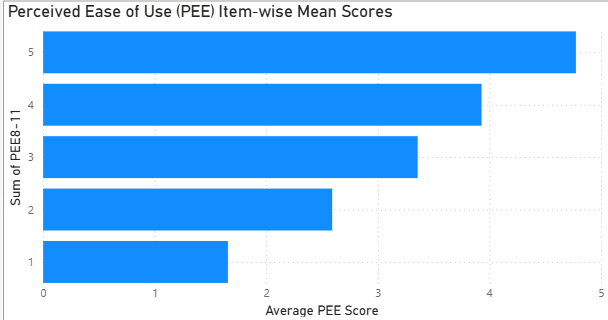 Perceived Ease of Use (PEE) Item-wise Mean Scores
Sum of PEE8-11
5
4
3
2
1
0 1 2 3 4 5
Average PEE Score